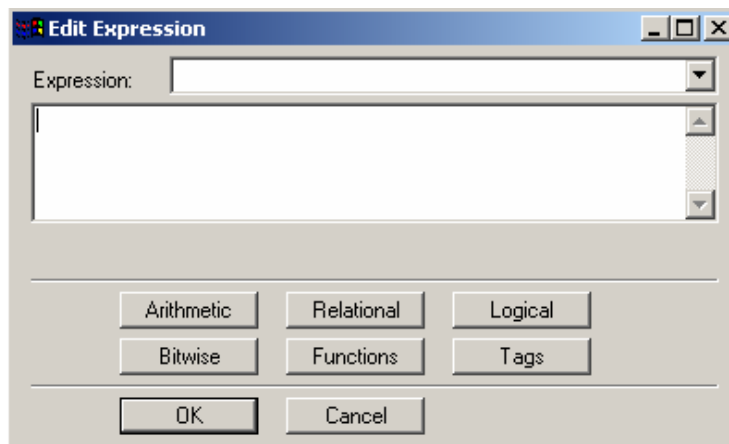 Edit Expression
Expression:
Arithmetic Relational Logical
Bitwise Functions Tags
OK Cancel